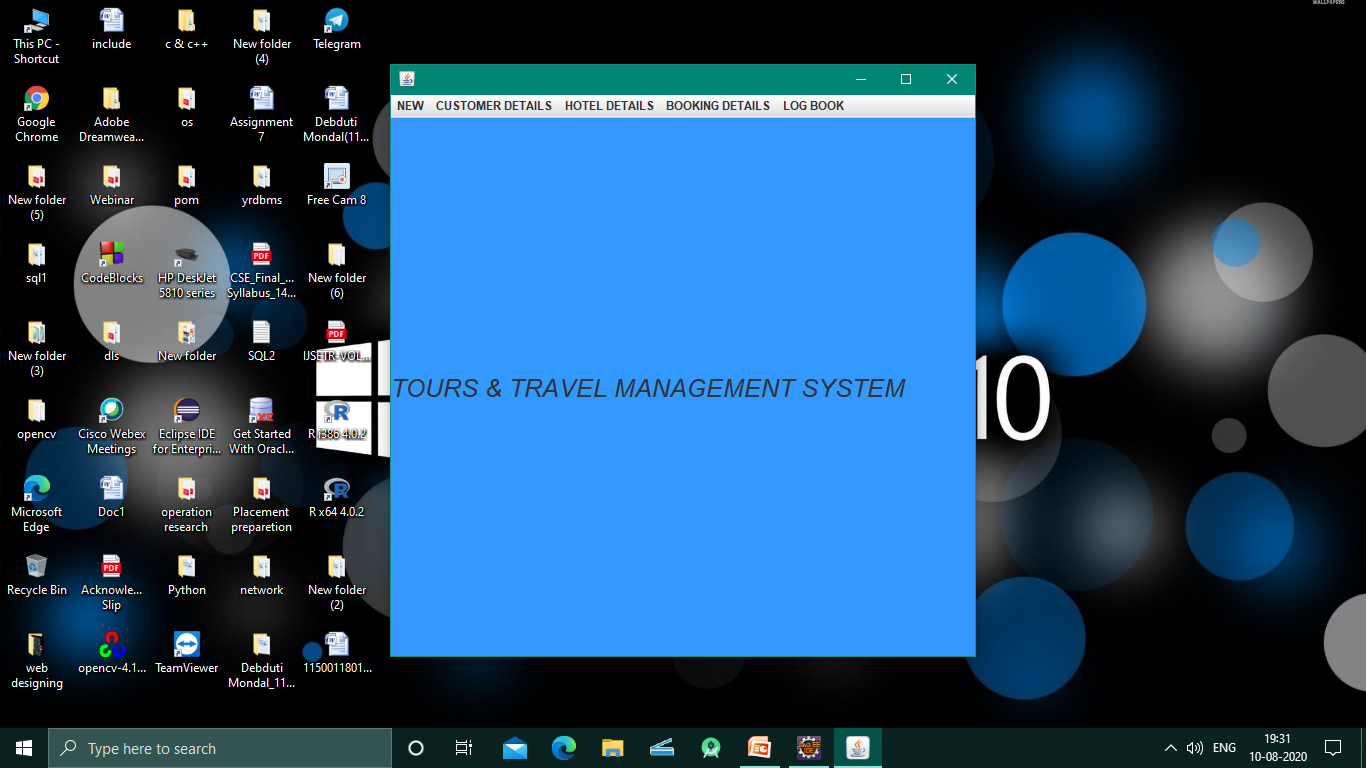 WALLPAPERS
This PC -
Shortcut
include
c & c++
New folder
(4)
Telegram
Google
Chrome
Adobe
Dreamwea...
os
Assignment
7
Debduti
Mondal(11...
New folder
(5)
Webinar
pom
yrdbms
Free Cam 8
sql1
CodeBlocks
HP DeskJet
5810 series
CSE_Final_...
Syllabus_14...
New folder
(6)
New folder
(3)
dls
New folder
SQL2
IJSETR-VOL...
opencv
Cisco Webex
Meetings
Eclipse IDE
for Enterpri...
Get Started
With Oracl...
R i386 4.0.2
Microsoft
Edge
Doc1
operation
research
Placement
preparetion
R x64 4.0.2
Recycle Bin
Acknowle...
Slip
Python
network
New folder
(2)
web
designing
opencv-4.1...
TeamViewer
Debduti
Mondal_11...
1150011801...
NEW CUSTOMER DETAILS HOTEL DETAILS BOOKING DETAILS LOG BOOK
TOURS & TRAVEL MANAGEMENT SYSTEM
10
Type here to search
ENG
19:31
10-08-2020